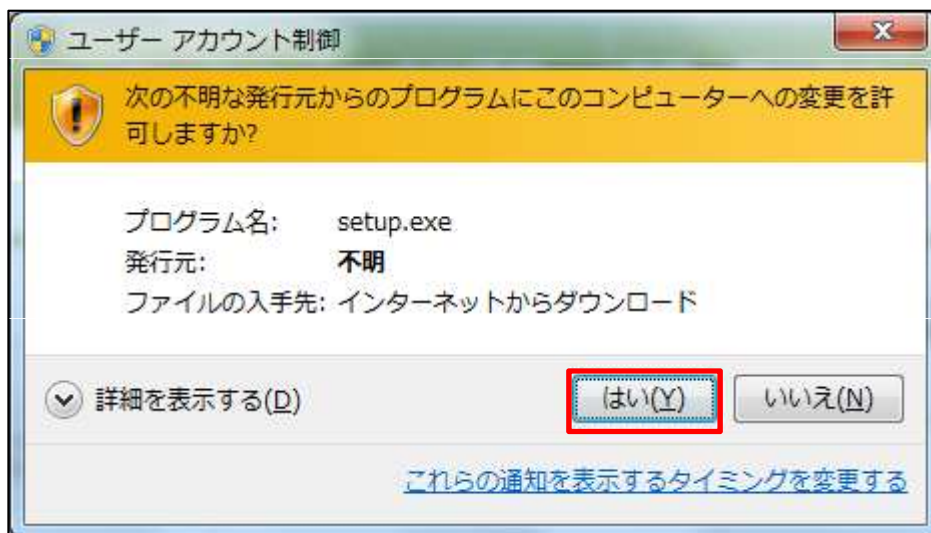 ユーザー アカウント制御
次の不明な発行元からのプログラムにこのコンピューターへの変更を許
可しますか?
プログラム名: setup.exe
発行元: 不明
ファイルの入手先: インターネットからダウンロード
詳細を表示する(D) はい(Y) いいえ(N)
これらの通知を表示するタイミングを変更する